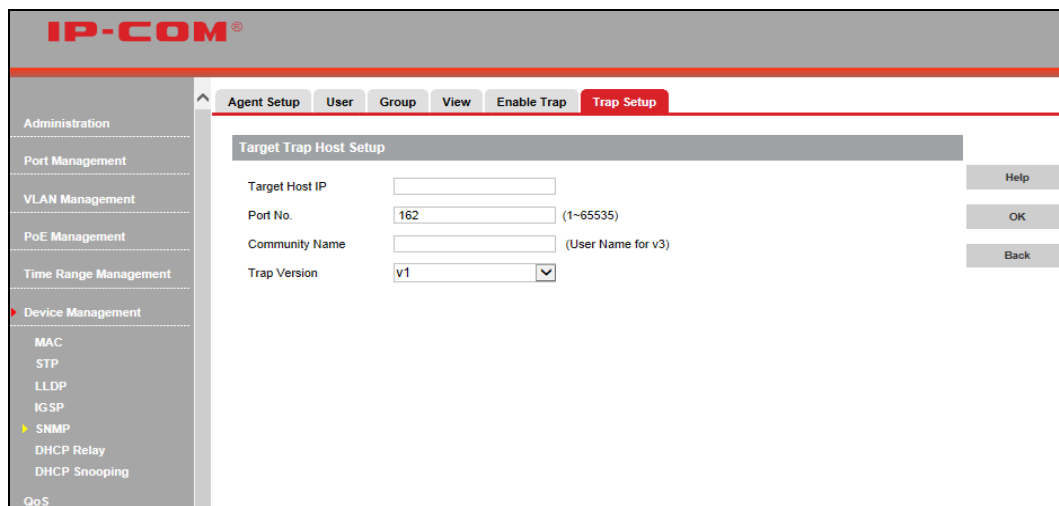 IP-COM®
Agent Setup User Group View Enable Trap Trap Setup
Administration
Port Management
VLAN Management
PoE Management
Time Range Management
Device Management
MAC
STP
LLDP
IGSP
SNMP
DHCP Relay
DHCP Snooping
QoS
Target Trap Host Setup
Target Host IP
Port No. 162 (1~65535)
Community Name (User Name for v3)
Trap Version v1
Help
OK
Back